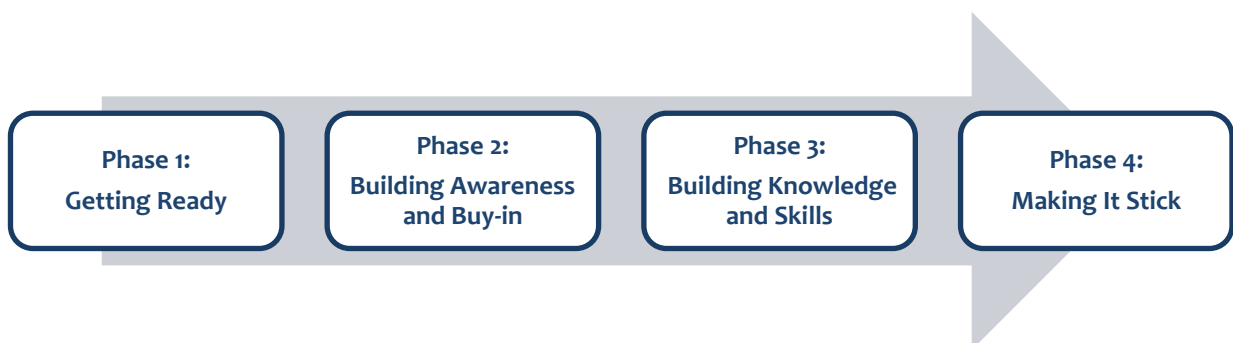 Phase 1:
Getting Ready
Phase 2:
Building Awareness
and Buy-in
Phase 3:
Building Knowledge
and Skills
Phase 4:
Making It Stick